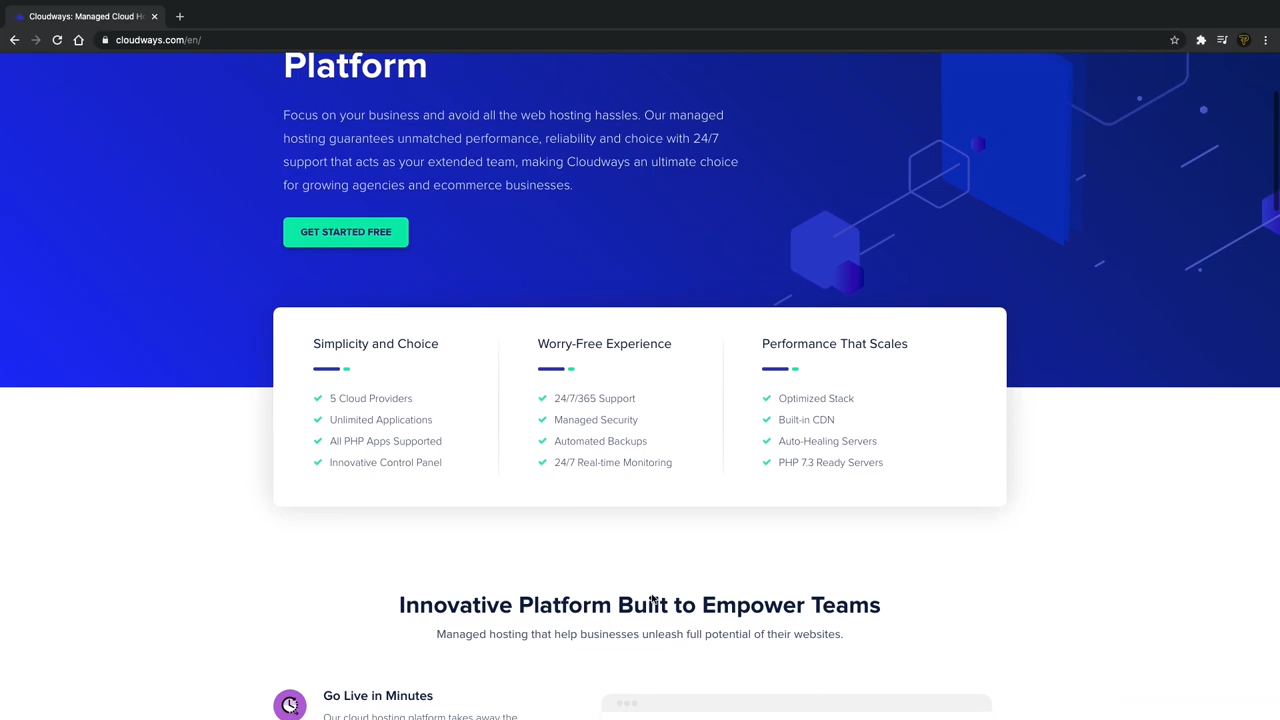 Cloudways: Managed Cloud H
cloudways.com/en/
Platform
Focus on your business and avoid all the web hosting hassles. Our managed
hosting guarantees unmatched performance, reliability and choice with 24/7
support that acts as your extended team, making Cloudways an ultimate choice
for growing agencies and ecommerce businesses.
GET STARTED FREE
Simplicity and Choice
5 Cloud Providers
Unlimited Applications
All PHP Apps Supported
Innovative Control Panel
Worry-Free Experience
24/7/365 Support
Managed Security
Automated Backups
24/7 Real-time Monitoring
Performance That Scales
Optimized Stack
Built-in CDN
Auto-Healing Servers
PHP 7.3 Ready Servers
Innovative Platform Built to Empower Teams
Managed hosting that help businesses unleash full potential of their websites.
Go Live in Minutes
Our cloud hosting platform takes away the